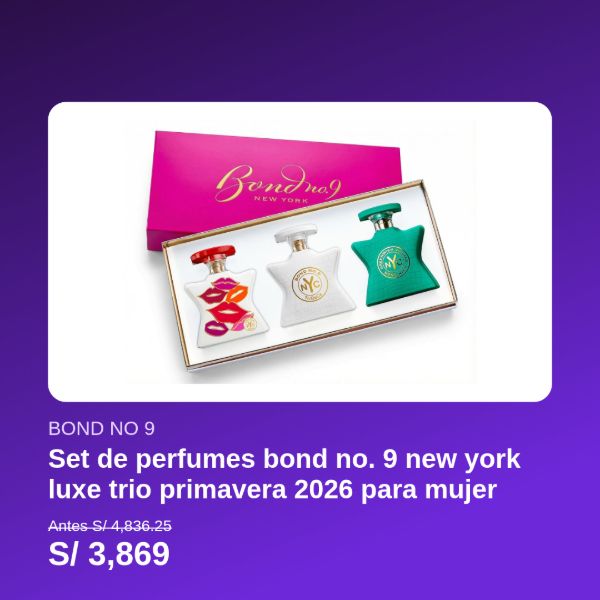 Bond no.9
NEW YORK
NYC
BOND NO 9
Set de perfumes bond no. 9 new york
luxe trio primavera 2026 para mujer
Antes S/ 4,836.25
S/ 3,869